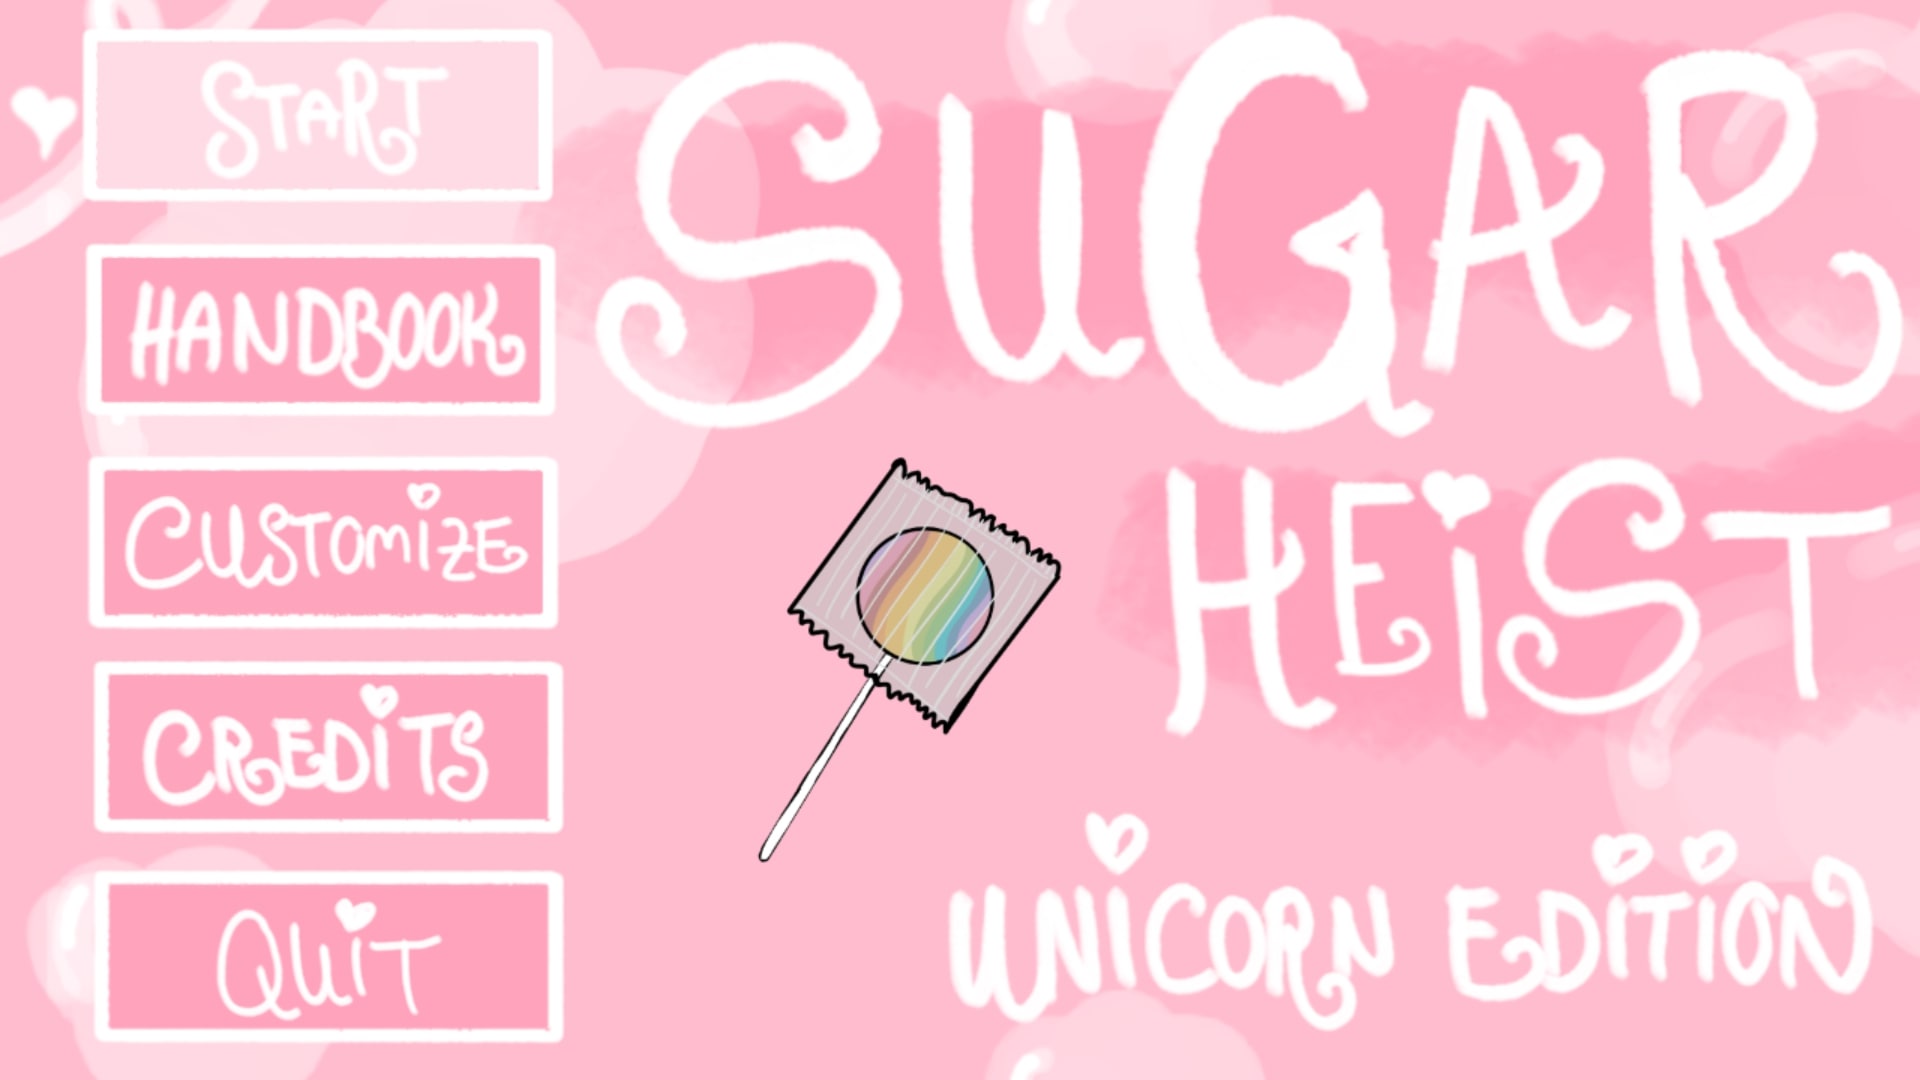 START
HANDBOOK
CUSTOMiZE
CREDiTS
QUiT
SUGAR
HEiST
UNiCORN EDiTiON